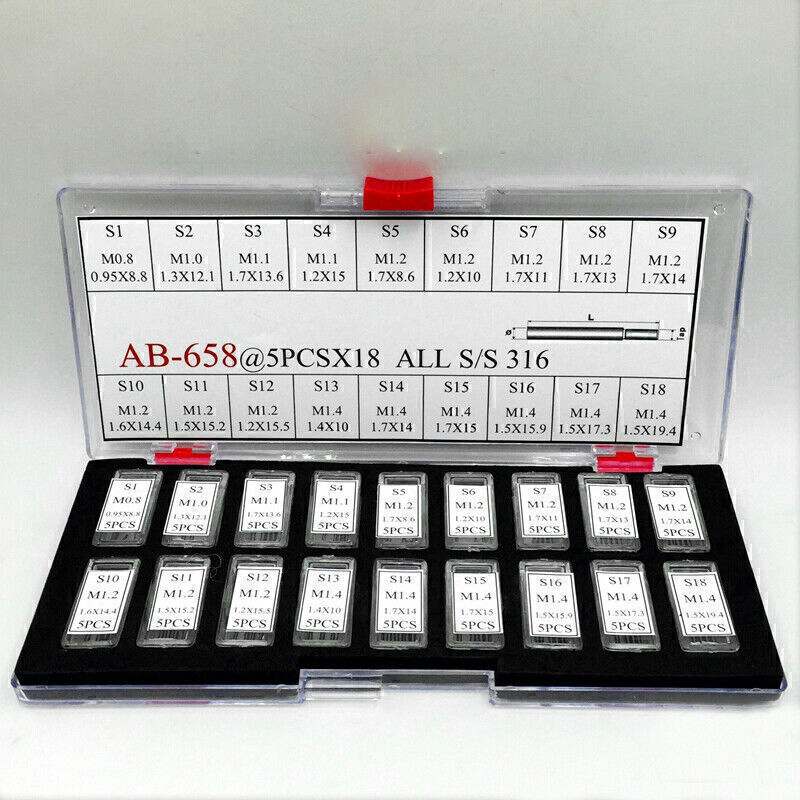 S1 S2 S3 S4 S5 S6 S7 S8 S9
M0.8 M1.0 M1.1 M1.1 M1.2 M1.2 M1.2 M1.2 M1.2
0.95X8.8 1.3X12.1 1.7X13.6 1.2X15 1.7X8.6 1.2X10 1.7X11 1.7X13 1.7X14
L
ø Tap
AB-658@5PCSX18 ALL S/S 316
S10 S11 S12 S13 S14 S15 S16 S17 S18
M1.2 M1.2 M1.2 M1.4 M1.4 M1.4 M1.4 M1.4 M1.4
1.6X14.4 1.5X15.2 1.2X15.5 1.4X10 1.7X14 1.7X15 1.5X15.9 1.5X17.3 1.5X19.4
S1 S2 S3 S4 S5 S6 S7 S8 S9
M0.8 M1.0 M1.1 M1.1 M1.2 M1.2 M1.2 M1.2 M1.2
0.95X8.8 1.3X12.1 1.7X13.6 1.2X15 1.7X8.6 1.2X10 1.7X11 1.7X13 1.7X14
5PCS 5PCS 5PCS 5PCS 5PCS 5PCS 5PCS 5PCS 5PCS
S10 S11 S12 S13 S14 S15 S16 S17 S18
M1.2 M1.2 M1.2 M1.4 M1.4 M1.4 M1.4 M1.4 M1.4
1.6X14.4 1.5X15.2 1.2X15.5 1.4X10 1.7X14 1.7X15 1.5X15.9 1.5X17.3 1.5X19.4
5PCS 5PCS 5PCS 5PCS 5PCS 5PCS 5PCS 5PCS 5PCS